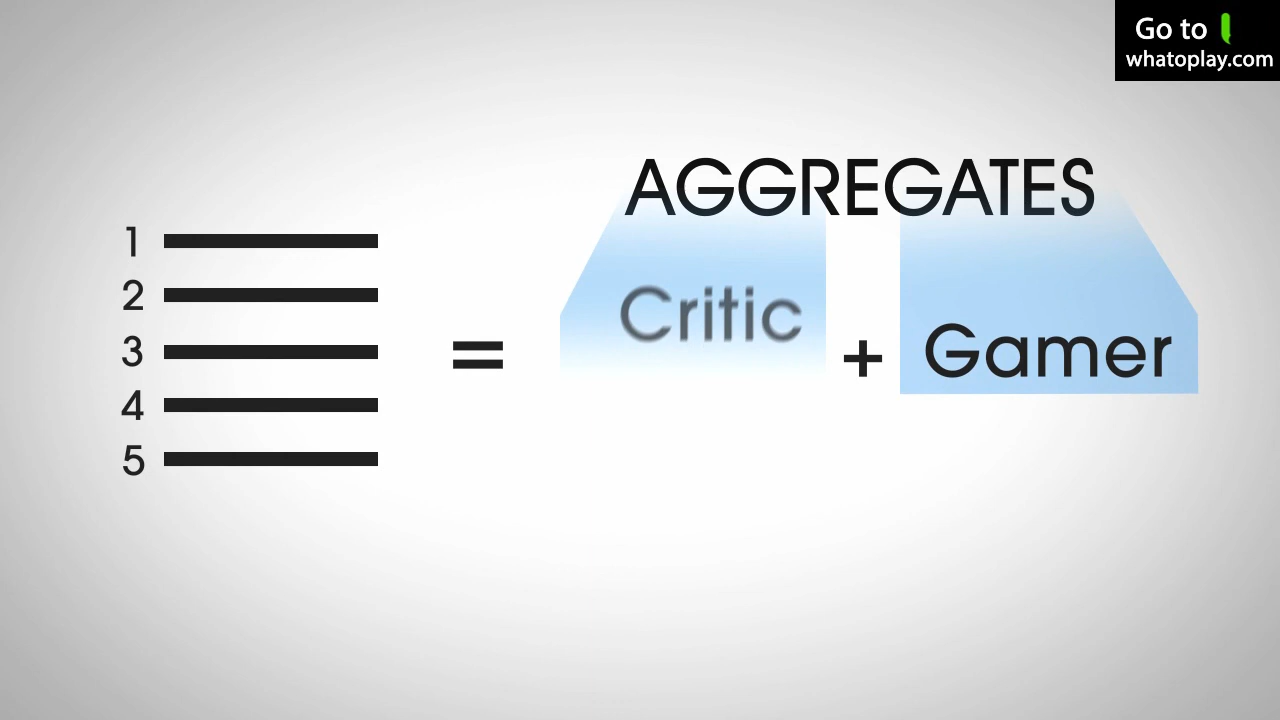 Go to
whatoplay.com
AGGREGATES
1
2
3
4
5
=
Critic + Gamer